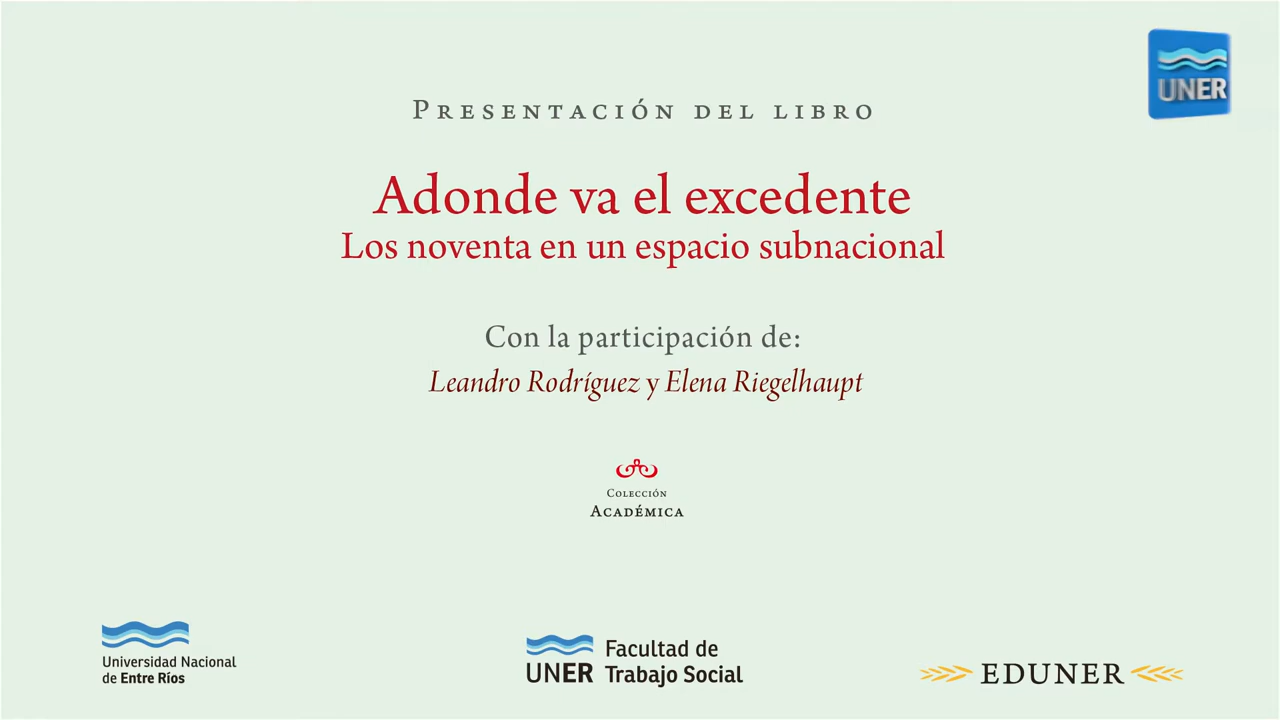 UNER
PRESENTACIÓN DEL LIBRO
Adonde va el excedente
Los noventa en un espacio subnacional
Con la participación de:
Leandro Rodríguez y Elena Riegelhaupt
COLECCIÓN
ACADÉMICA
Universidad Nacional
de Entre Ríos
UNER
Facultad de
Trabajo Social
EDUNER